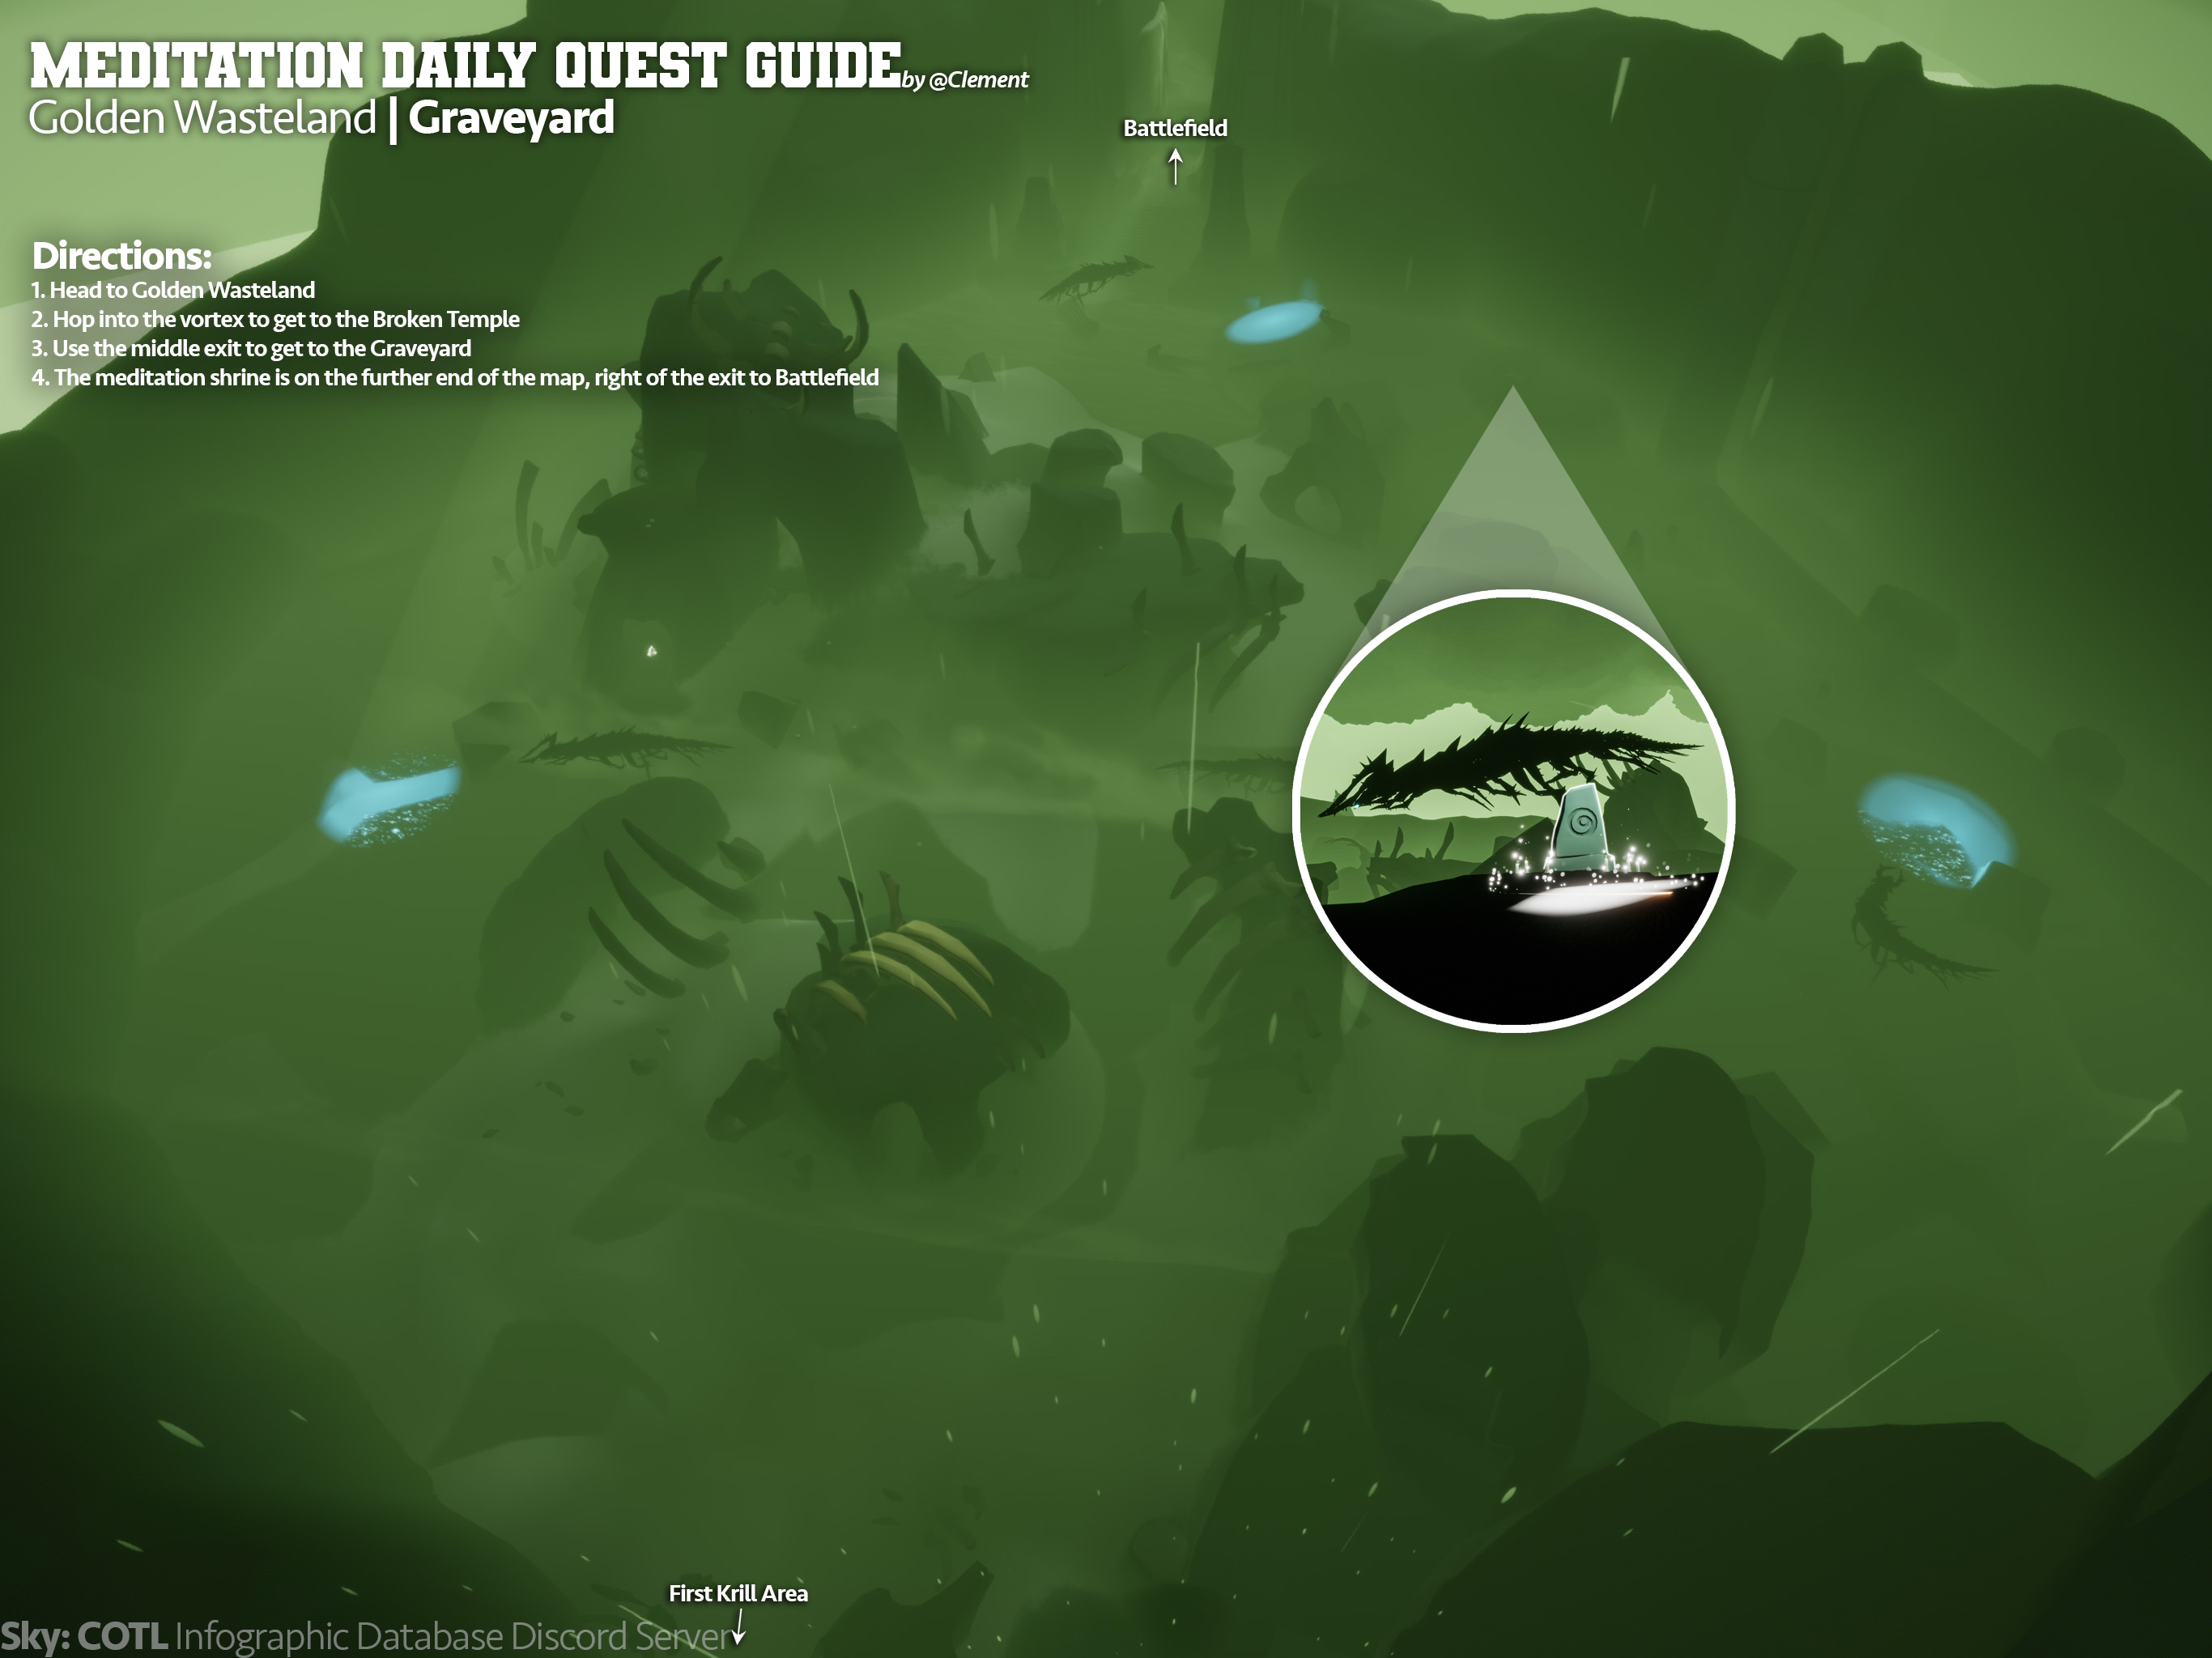 MEDITATION DAILY QUEST GUIDE by @Clement
Golden Wasteland | Graveyard
Battlefield
Directions:
1. Head to Golden Wasteland
2. Hop into the vortex to get to the Broken Temple
3. Use the middle exit to get to the Graveyard
4. The meditation shrine is on the further end of the map, right of the exit to Battlefield
First Krill Area
Sky: COTL Infographic Database Discord Server